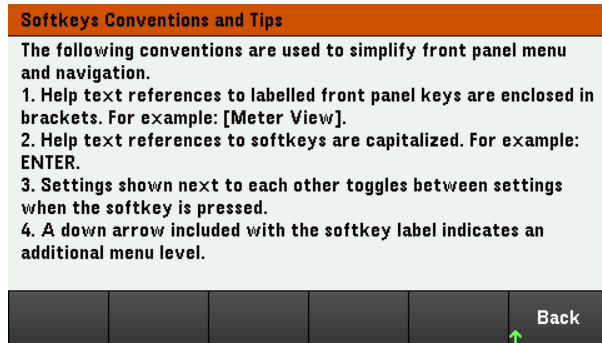 Softkeys Conventions and Tips
The following conventions are used to simplify front panel menu
and navigation.
1. Help text references to labelled front panel keys are enclosed in
brackets. For example: [Meter View].
2. Help text references to softkeys are capitalized. For example:
ENTER.
3. Settings shown next to each other toggles between settings
when the softkey is pressed.
4. A down arrow included with the softkey label indicates an
additional menu level.
Back